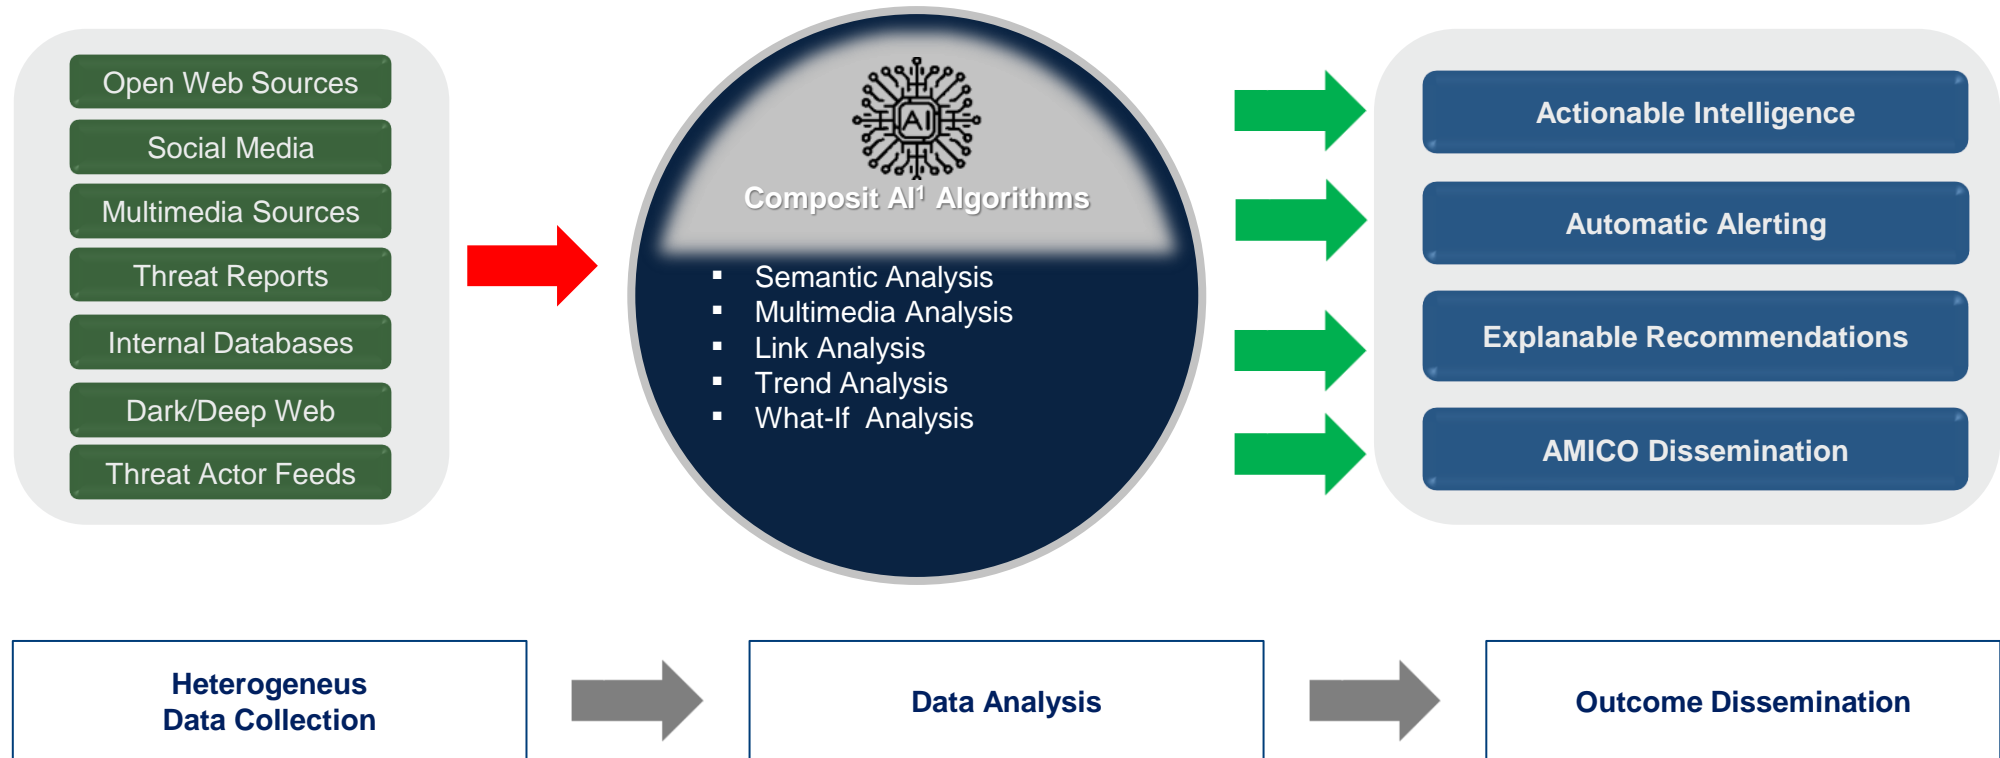 Open Web Sources
Social Media
Multimedia Sources
Threat Reports
Internal Databases
Dark/Deep Web
Threat Actor Feeds
AI
Composit AI¹ Algorithms
▪ Semantic Analysis
▪ Multimedia Analysis
▪ Link Analysis
▪ Trend Analysis
▪ What-If Analysis
Actionable Intelligence
Automatic Alerting
Explanable Recommendations
AMICO Dissemination
Heterogeneus
Data Collection
Data Analysis
Outcome Dissemination